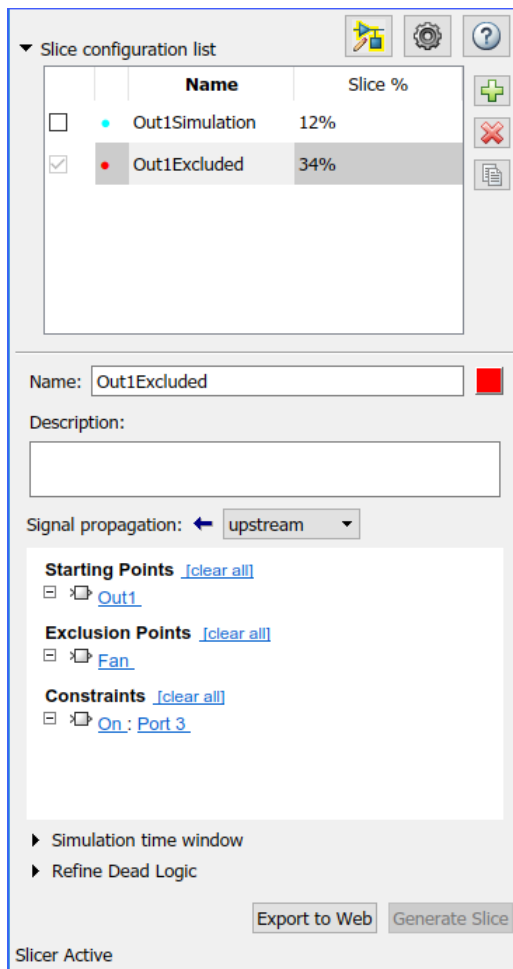 Slice configuration list
Name Slice %
Out1Simulation 12%
Out1Excluded 34%
Name: Out1Excluded
Description:
Signal propagation: upstream
Starting Points [clear all]
Out1
Exclusion Points [clear all]
Fan
Constraints [clear all]
On : Port 3
Simulation time window
Refine Dead Logic
Export to Web Generate Slice
Slicer Active